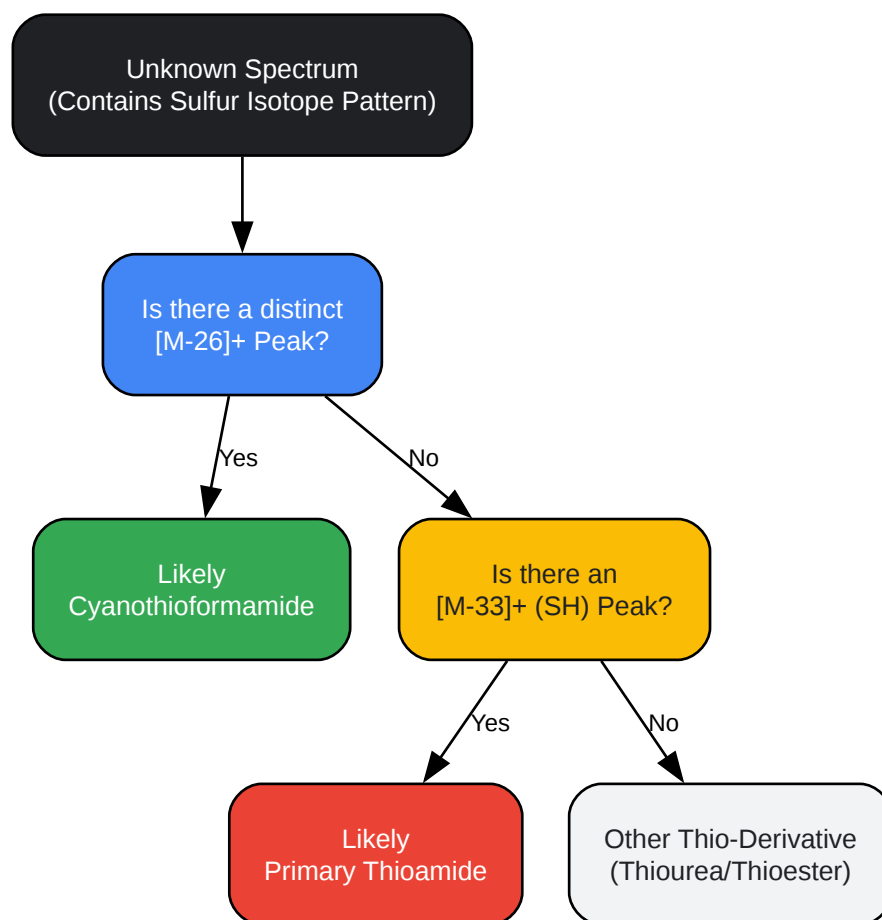 Unknown Spectrum
(Contains Sulfur Isotope Pattern)
Is there a distinct
[M-26]+ Peak?
Yes
No
Likely
Cyanothioformamide
Is there an
[M-33]+ (SH) Peak?
Yes
No
Likely
Primary Thioamide
Other Thio-Derivative
(Thiourea/Thioester)